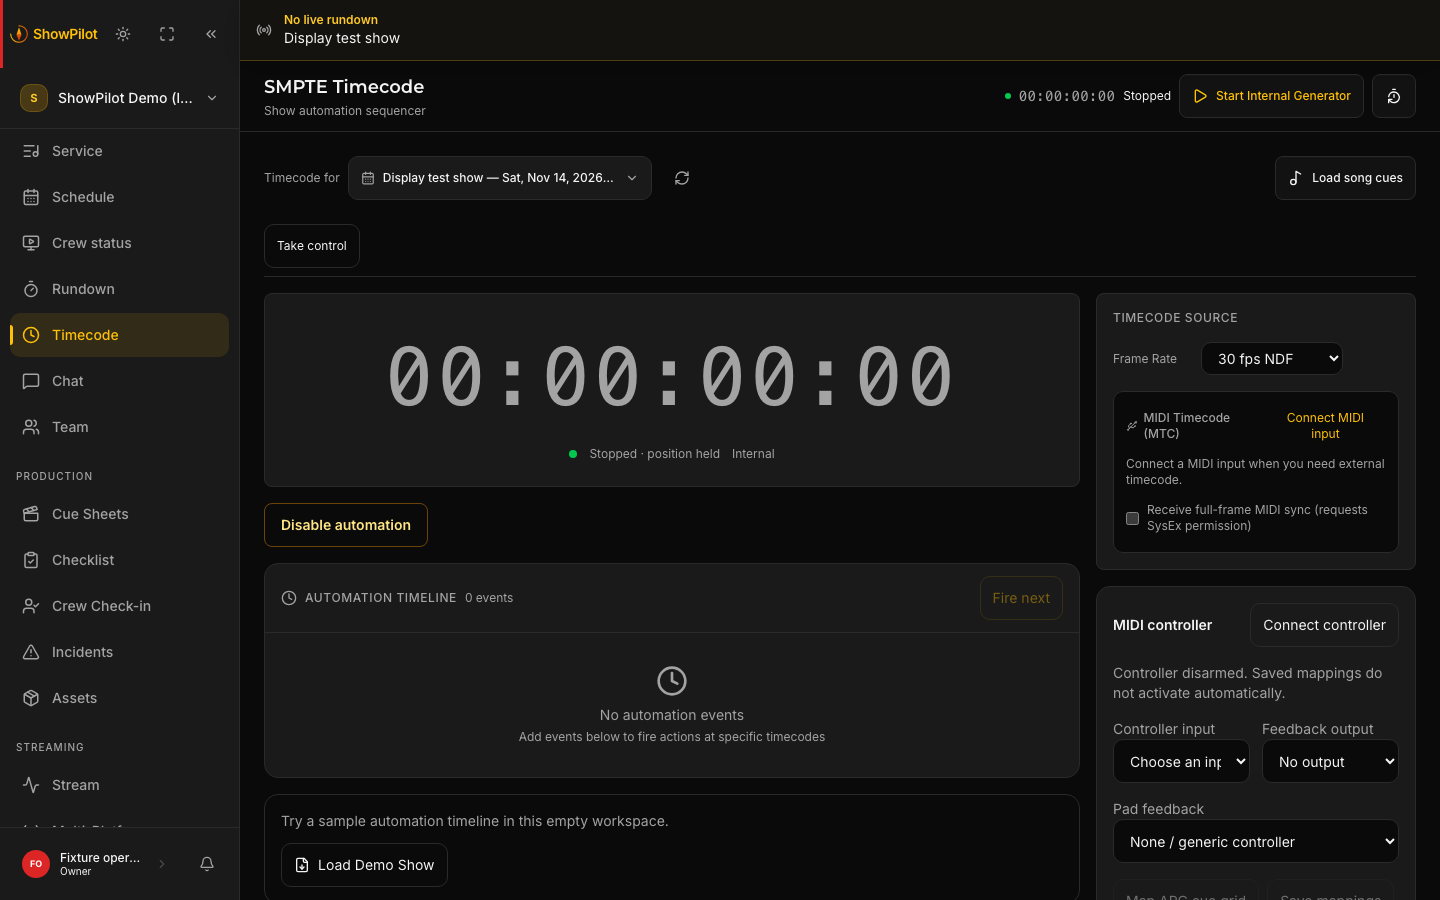 ShowPilot
S
ShowPilot Demo (I...
Service
Schedule
Crew status
Rundown
Timecode
Chat
Team
PRODUCTION
Cue Sheets
Checklist
Crew Check-in
Incidents
Assets
STREAMING
Stream
FO
Fixture oper...
Owner
No live rundown
Display test show
SMPTE Timecode
Show automation sequencer
00:00:00:00
Stopped
Start Internal Generator
Timecode for
Display test show — Sat, Nov 14, 2026...
Load song cues
Take control
00:00:00:00
Stopped · position held
Internal
Disable automation
AUTOMATION TIMELINE
0 events
Fire next
No automation events
Add events below to fire actions at specific timecodes
Try a sample automation timeline in this empty workspace.
Load Demo Show
TIMECODE SOURCE
Frame Rate
30 fps NDF
MIDI Timecode
(MTC)
Connect MIDI
input
Connect a MIDI input when you need external
timecode.
Receive full-frame MIDI sync (requests
SysEx permission)
MIDI controller
Connect controller
Controller disarmed. Saved mappings do
not activate automatically.
Controller input
Feedback output
Choose an inp
No output
Pad feedback
None / generic controller
Map APC cue grid
Save mappings